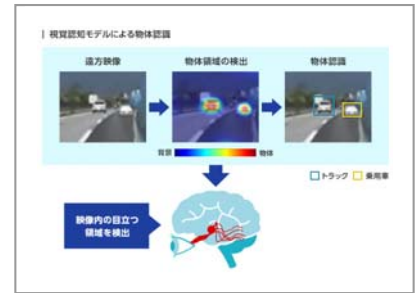 視覚認知モデルによる物体認識
遠方映像
物体領域の検出
物体認識
背景
物体
トラック
乗用車
映像内の目立つ
領域を検出